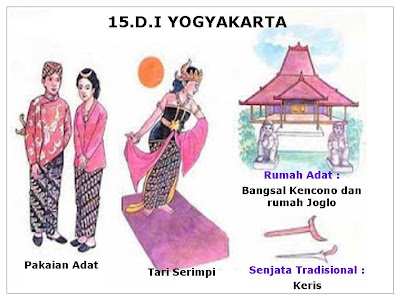 15.D.I YOGYAKARTA
Pakaian Adat
Tari Serimpi
Rumah Adat :
Bangsal Kencono dan
rumah Joglo
Senjata Tradisional :
Keris